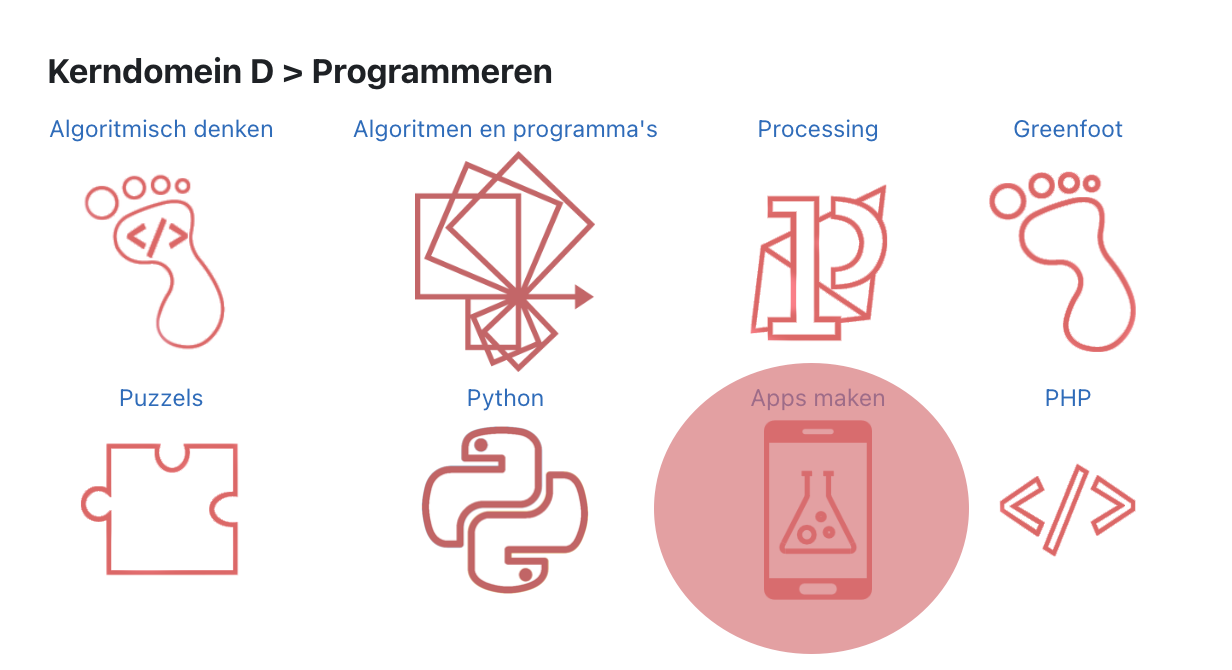 Kerndomein D > Programmeren
Algoritmisch denken
Algoritmen en programma's
Processing
Greenfoot
</>
Puzzels
Python
Apps maken
PHP
</>